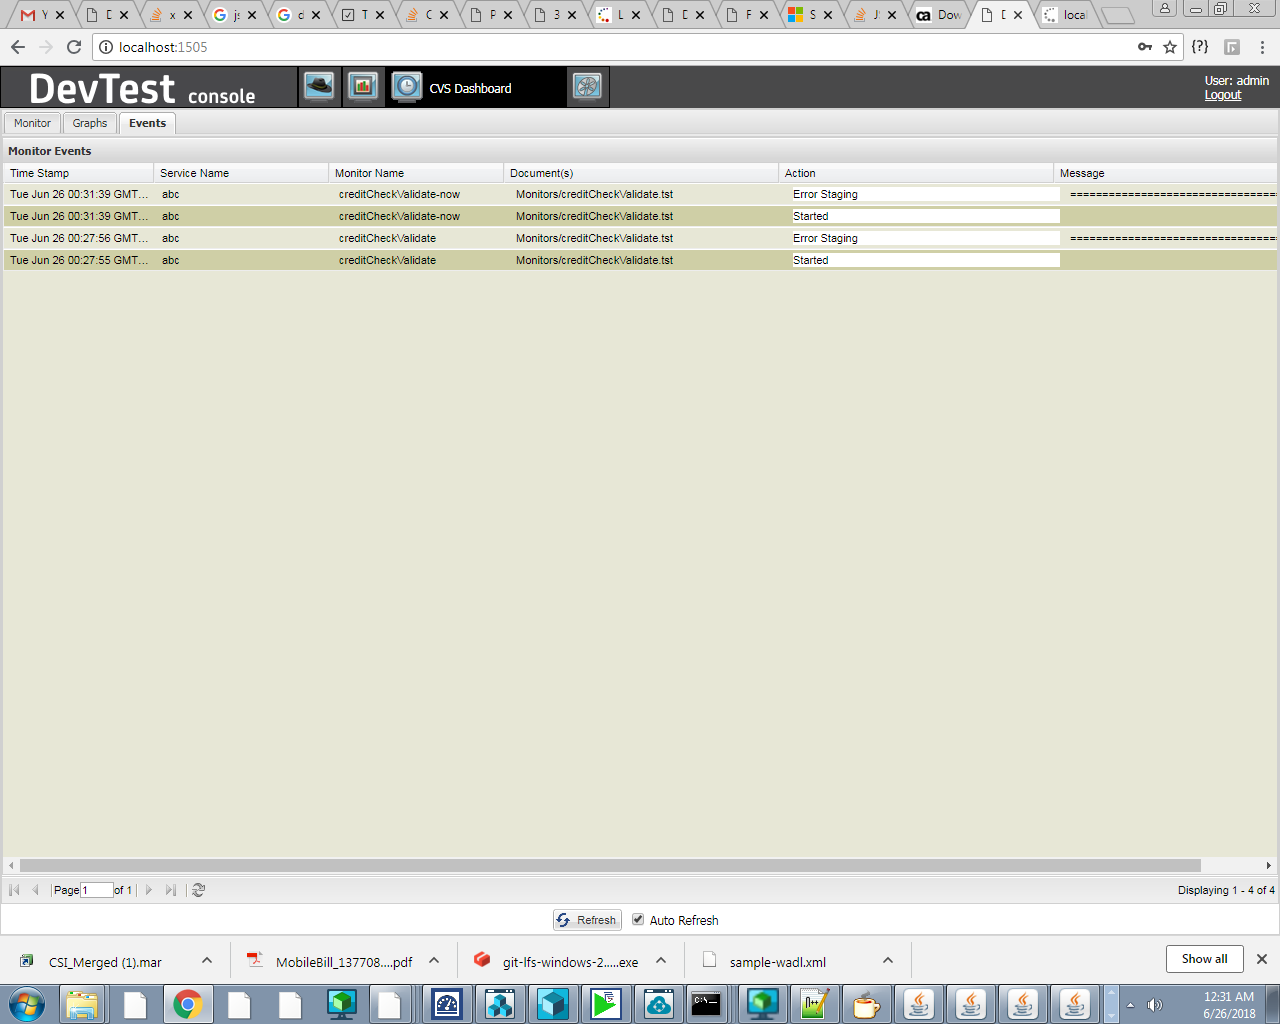 Y
D
x
js
d
T
C
P
3
L
D
F
S
JS
Dow
D
loca
localhost:1505
{?}
DevTest console
CVS Dashboard
User: admin
Logout
Monitor
Graphs
Events
Monitor Events
Time Stamp
Service Name
Monitor Name
Document(s)
Action
Message
Tue Jun 26 00:31:39 GMT... abc creditCheckValidate-now Monitors/creditCheckValidate.tst Error Staging =================================
Tue Jun 26 00:31:39 GMT... abc creditCheckValidate-now Monitors/creditCheckValidate.tst Started
Tue Jun 26 00:27:56 GMT... abc creditCheckValidate Monitors/creditCheckValidate.tst Error Staging =================================
Tue Jun 26 00:27:55 GMT... abc creditCheckValidate Monitors/creditCheckValidate.tst Started
Page 1 of 1
Displaying 1 - 4 of 4
Refresh
Auto Refresh
CSI_Merged (1).mar
MobileBill_137708....pdf
git-lfs-windows-2.....exe
sample-wadl.xml
Show all
12:31 AM
6/26/2018